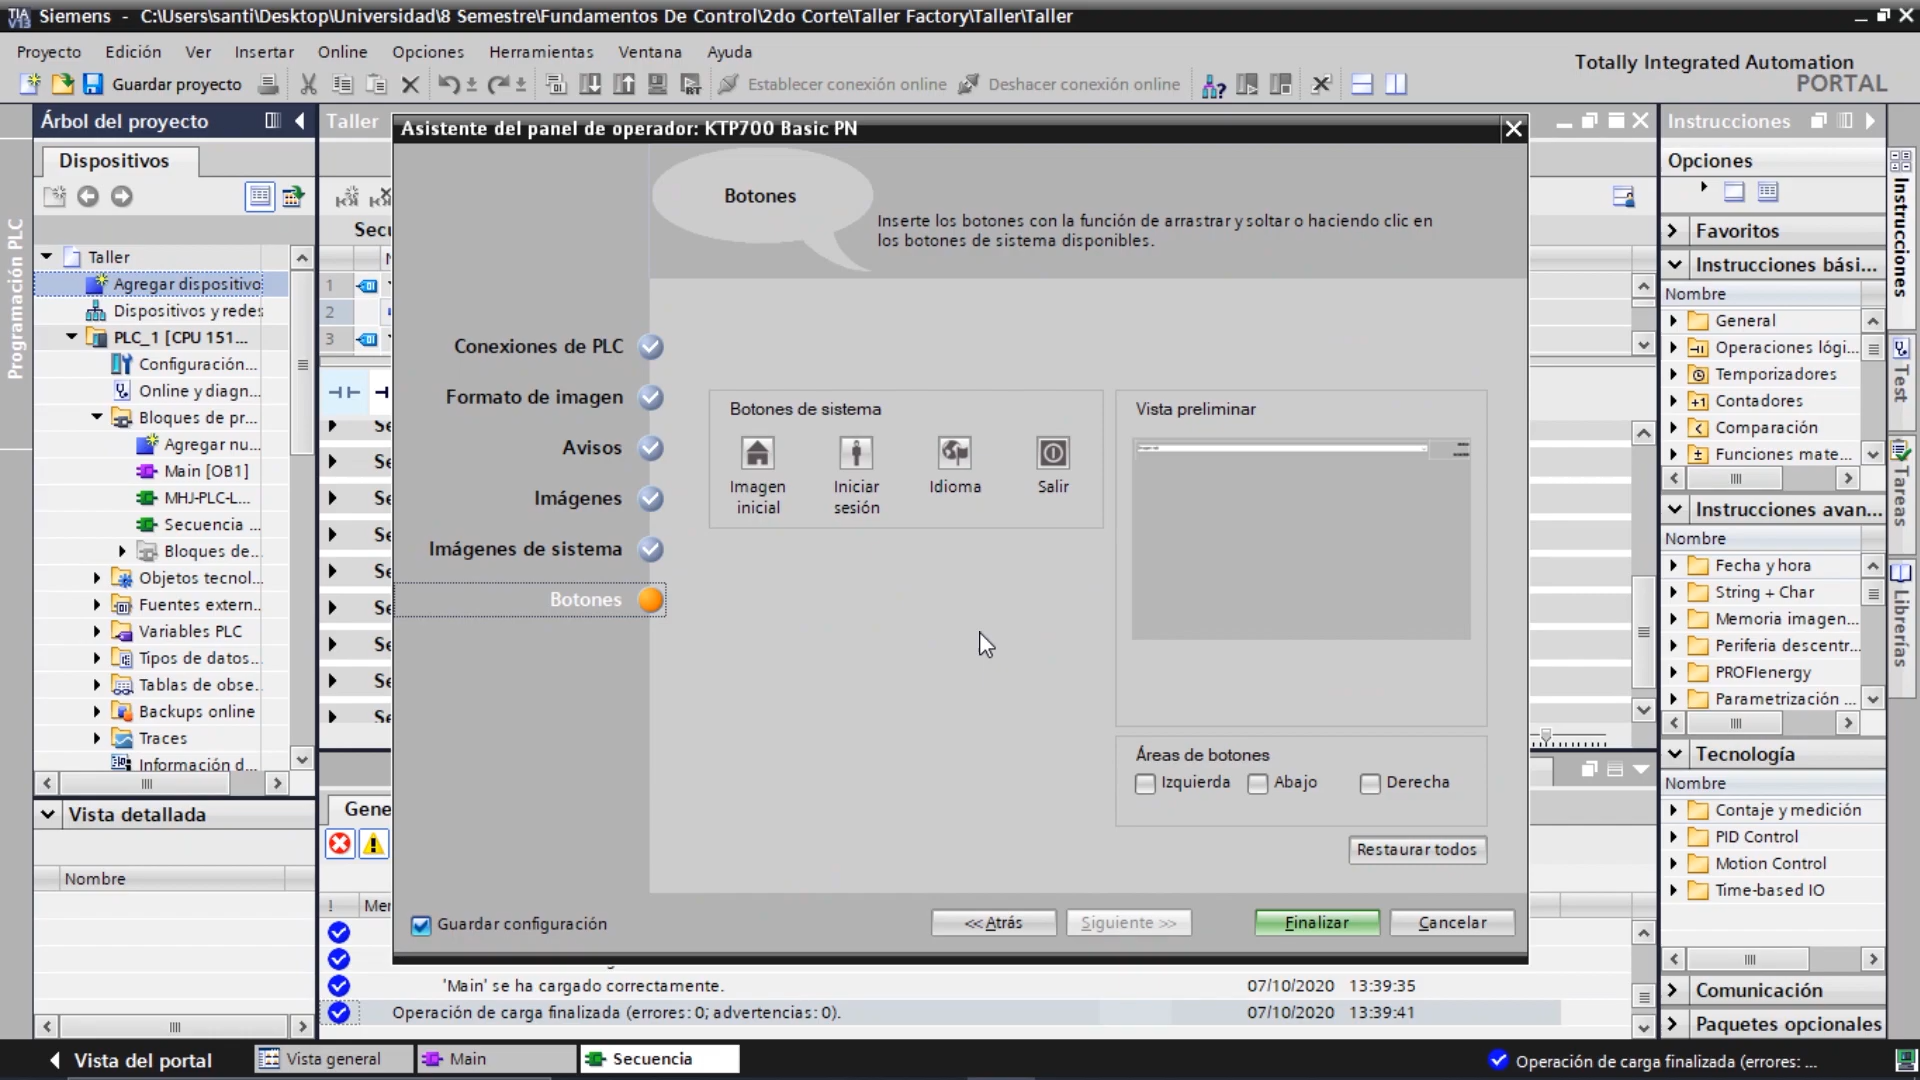 Siemens - C:\Users\santi\Desktop\Universidad\8 Semestre\Fundamentos De Control\2do Corte\Taller Factory\Taller\Taller
Proyecto Edición Ver Insertar Online Opciones Herramientas Ventana Ayuda
Totally Integrated Automation
PORTAL
Guardar proyecto
Establecer conexión online
Deshacer conexión online
Árbol del proyecto
Dispositivos
Programación PLC
Taller
Agregar dispositivo
Dispositivos y redes
PLC_1 [CPU 151...
Configuración...
Online y diagn...
Bloques de pr...
Agregar nu...
Main [OB1]
MHJ-PLC-L...
Secuencia ...
Bloques de...
Objetos tecnol...
Fuentes extern...
Variables PLC
Tipos de datos...
Tablas de obse...
Backups online
Traces
Información d...
Vista detallada
Nombre
Taller
Secu
1
2
3
Gene
! Mer
Asistente del panel de operador: KTP700 Basic PN
Botones
Inserte los botones con la función de arrastrar y soltar o haciendo clic en
los botones de sistema disponibles.
Conexiones de PLC
Formato de imagen
Avisos
Imágenes
Imágenes de sistema
Botones
Botones de sistema
Imagen inicial
Iniciar sesión
Idioma
Salir
Vista preliminar
Áreas de botones
Izquierda
Abajo
Derecha
Restaurar todos
Guardar configuración
<< Atrás
Siguiente >>
Finalizar
Cancelar
'Main' se ha cargado correctamente. 07/10/2020 13:39:35
Operación de carga finalizada (errores: 0; advertencias: 0). 07/10/2020 13:39:41
Instrucciones
Opciones
Favoritos
Instrucciones bási...
Nombre
General
Operaciones lógi...
Temporizadores
Contadores
Comparación
Funciones mate...
Instrucciones avan...
Nombre
Fecha y hora
String + Char
Memoria imagen...
Periferia descentr...
PROFIenergy
Parametrización ...
Tecnología
Nombre
Contaje y medición
PID Control
Motion Control
Time-based IO
Comunicación
Paquetes opcionales
Instrucciones
Test
Tareas
Librerías
Vista del portal
Vista general
Main
Secuencia
Operación de carga finalizada (errores: ...